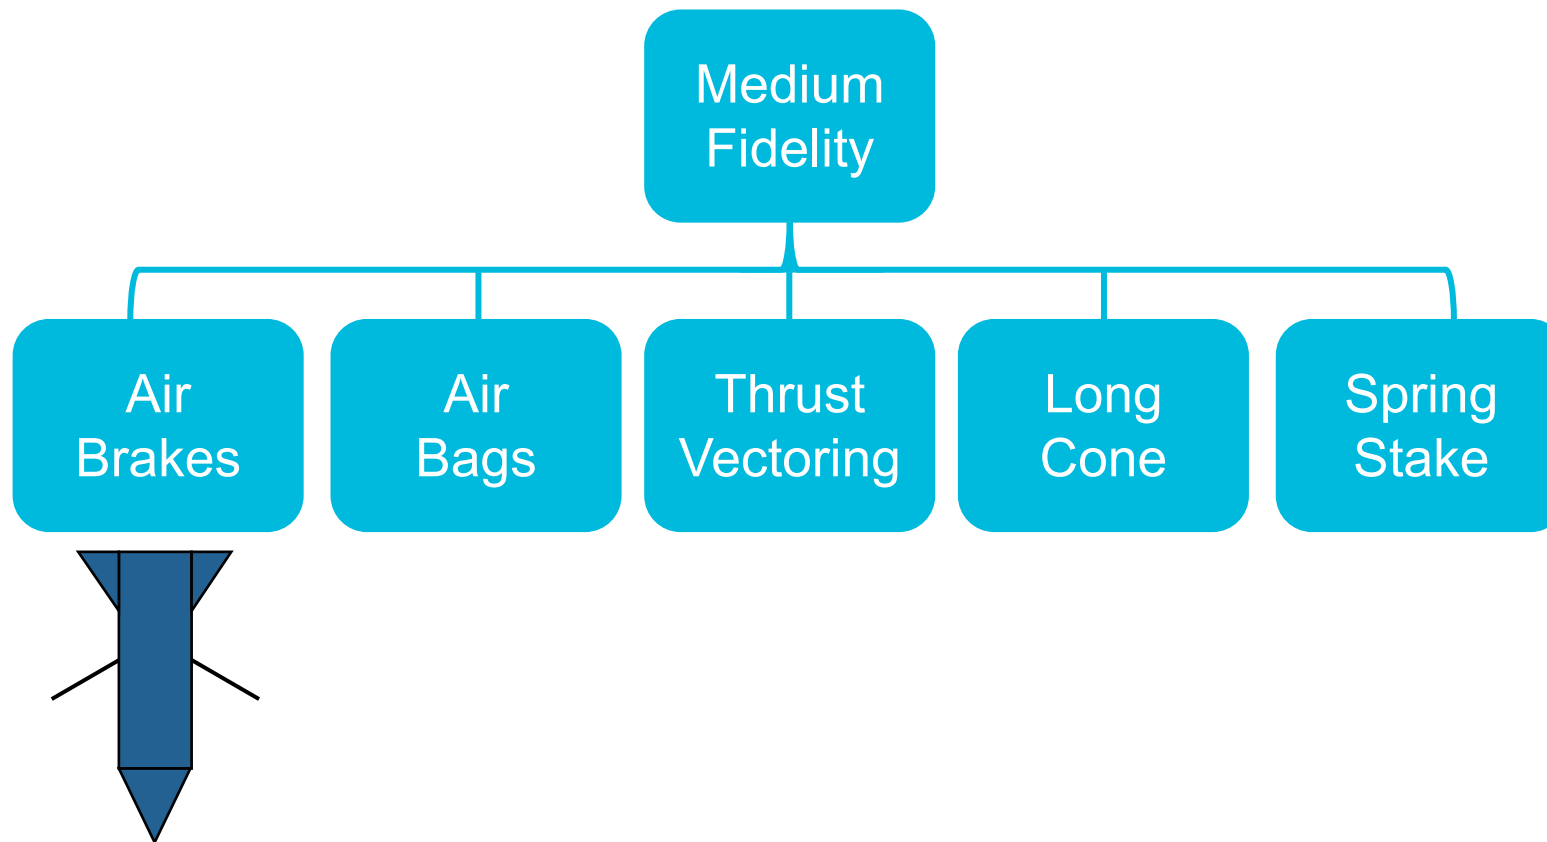 Medium
Fidelity
Air
Brakes
Air
Bags
Thrust
Vectoring
Long
Cone
Spring
Stake